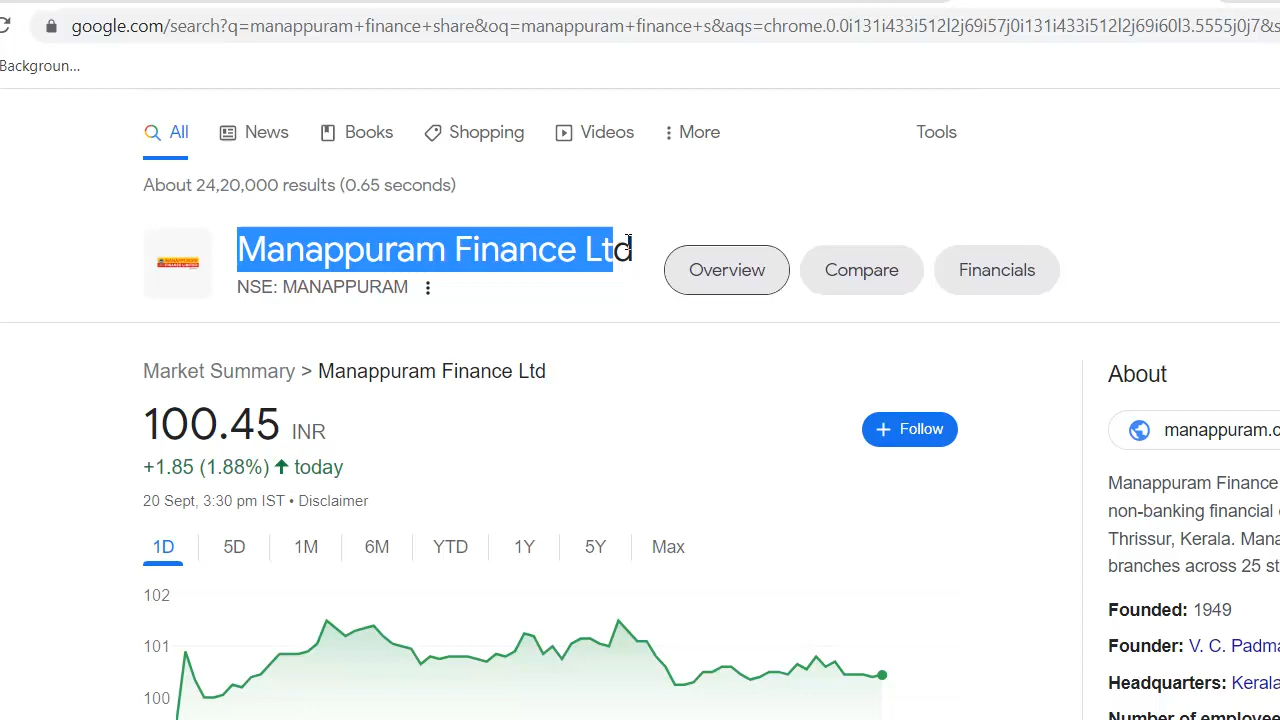 google.com/search?q=manappuram+finance+share&oq=manappuram+finance+s&aqs=chrome.0.0i131i433i512l2j69i57j0i131i433i512l2j69i60l3.5555j0j7&s
Backgroun...
All News Books Shopping Videos More Tools
About 24,20,000 results (0.65 seconds)
Manappuram Finance Ltd
NSE: MANAPPURAM
Overview Compare Financials
Market Summary > Manappuram Finance Ltd
100.45 INR
+ Follow
+1.85 (1.88%) today
20 Sept, 3:30 pm IST • Disclaimer
1D 5D 1M 6M YTD 1Y 5Y Max
102
101
100
About
manappuram.c
Manappuram Finance
non-banking financial
Thrissur, Kerala. Mana
branches across 25 st
Founded: 1949
Founder: V. C. Padma
Headquarters: Kerala
Number of employee